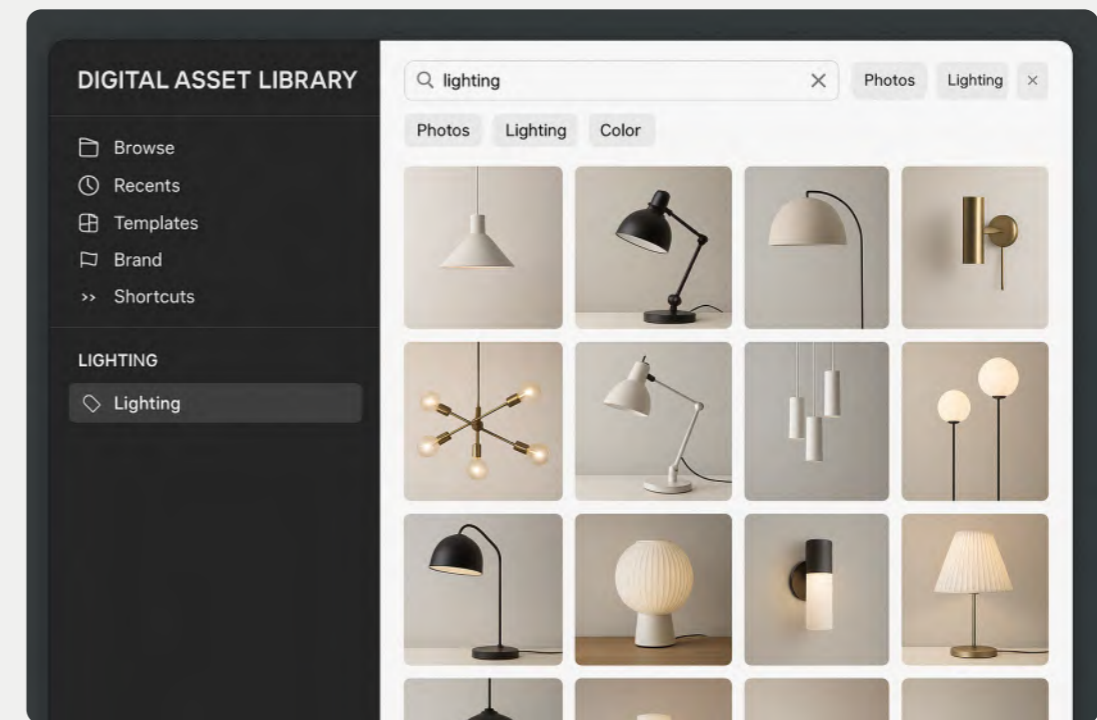 DIGITAL ASSET LIBRARY
Browse
Recents
Templates
Brand
Shortcuts
LIGHTING
Lighting
lighting
Photos
Lighting
Photos
Lighting
Color